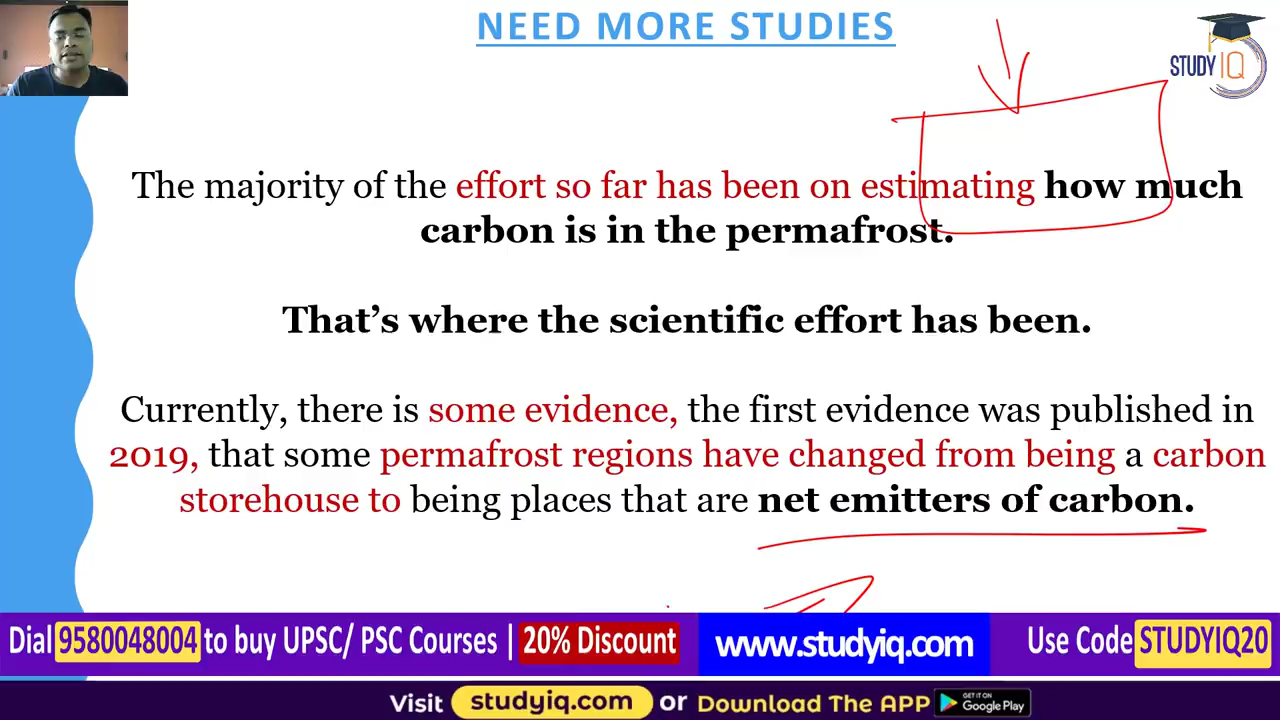 NEED MORE STUDIES
STUDY IQ
The majority of the effort so far has been on estimating how much
carbon is in the permafrost.
That’s where the scientific effort has been.
Currently, there is some evidence, the first evidence was published in
2019, that some permafrost regions have changed from being a carbon
storehouse to being places that are net emitters of carbon.
Dial 9580048004 to buy UPSC/ PSC Courses | 20% Discount
www.studyiq.com
Use Code STUDYIQ20
Visit studyiq.com or Download The APP GET IT ON Google Play